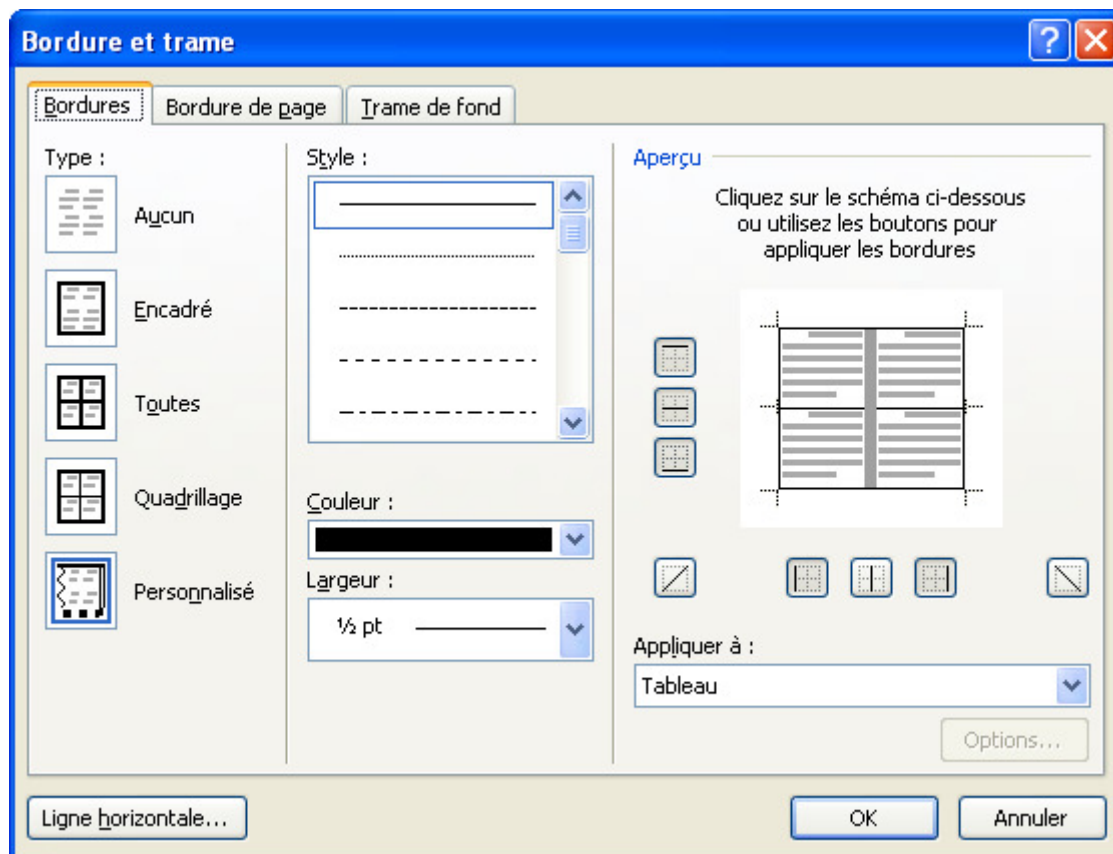 Bordure et trame
Bordures
Bordure de page
Trame de fond
Type :
Aucun
Encadré
Toutes
Quadrillage
Personnalisé
Style :
Couleur :
Largeur :
½ pt
Aperçu
Cliquez sur le schéma ci-dessous
ou utilisez les boutons pour
appliquer les bordures
Appliquer à :
Tableau
Options...
Ligne horizontale...
OK
Annuler